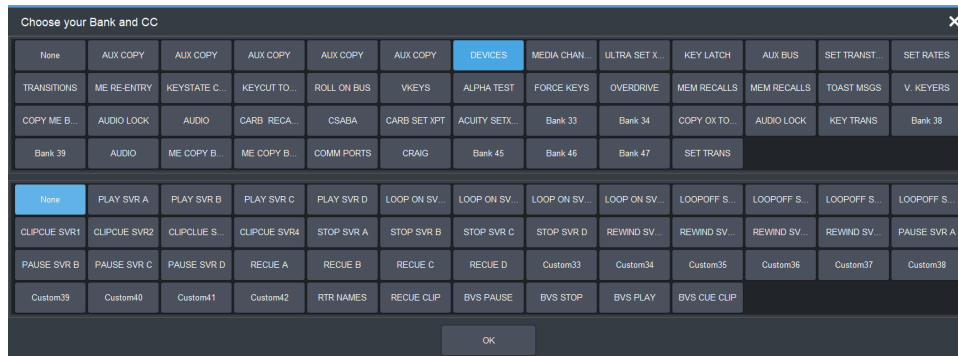 Choose your Bank and CC
None AUX COPY AUX COPY AUX COPY AUX COPY AUX COPY DEVICES MEDIA CHAN... ULTRA SET X... KEY LATCH AUX BUS SET TRANST... SET RATES
TRANSITIONS ME RE-ENTRY KEYSTATE C... KEYCUT TO... ROLL ON BUS VKEYS ALPHA TEST FORCE KEYS OVERDRIVE MEM RECALLS MEM RECALLS TOAST MSGS V. KEYERS
COPY ME B... AUDIO LOCK AUDIO CARB RECA... CSABA CARB SET XPT ACUITY SETX... Bank 33 Bank 34 COPY OX TO... AUDIO LOCK KEY TRANS Bank 38
Bank 39 AUDIO ME COPY B... ME COPY B... COMM PORTS CRAIG Bank 45 Bank 46 Bank 47 SET TRANS
None PLAY SVR A PLAY SVR B PLAY SVR C PLAY SVR D LOOP ON SV... LOOP ON SV... LOOP ON SV... LOOP ON SV... LOOPOFF S... LOOPOFF S... LOOPOFF S... LOOPOFF S...
CLIPCUE SVR1 CLIPCUE SVR2 CLIPCLUE S... CLIPCUE SVR4 STOP SVR A STOP SVR B STOP SVR C STOP SVR D REWIND SV... REWIND SV... REWIND SV... REWIND SV... PAUSE SVR A
PAUSE SVR B PAUSE SVR C PAUSE SVR D RECUE A RECUE B RECUE C RECUE D Custom33 Custom34 Custom35 Custom36 Custom37 Custom38
Custom39 Custom40 Custom41 Custom42 RTR NAMES RECUE CLIP BVS PAUSE BVS STOP BVS PLAY BVS CUE CLIP
OK